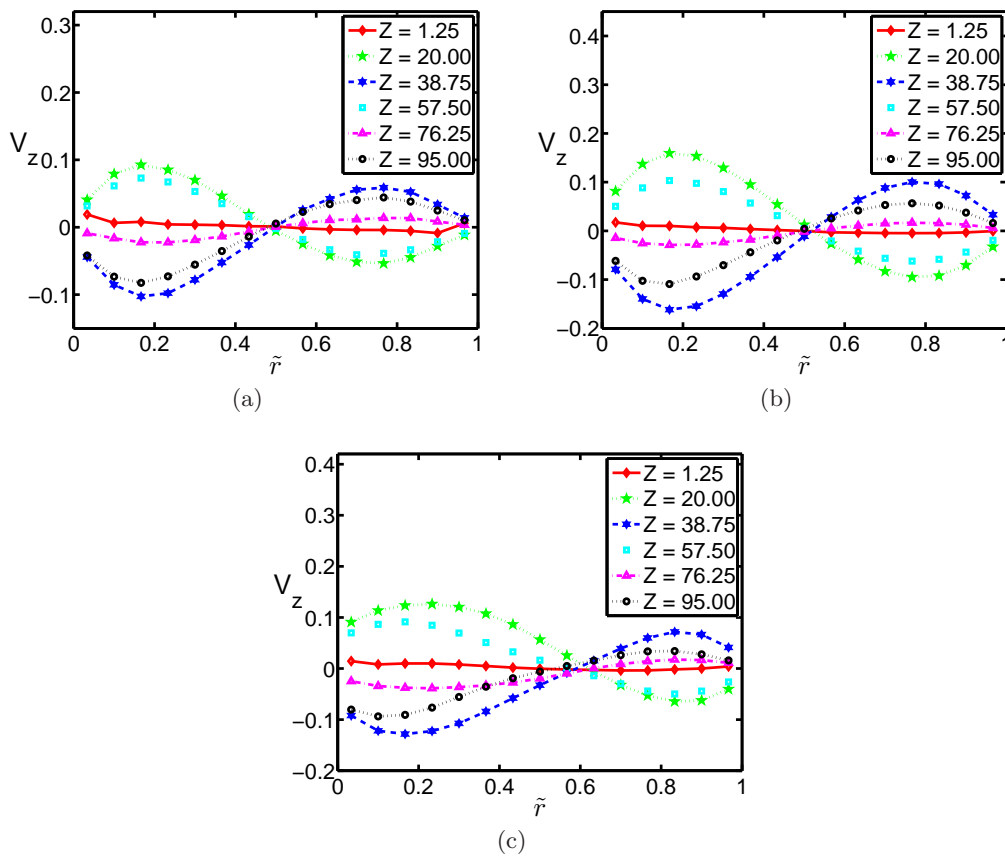 0.3
0.2
0.1
0
−0.1
V
z
0
0.2
0.4
0.6
0.8
1
r̃
Z = 1.25
Z = 20.00
Z = 38.75
Z = 57.50
Z = 76.25
Z = 95.00
(a)
0.4
0.3
0.2
0.1
0
−0.1
−0.2
V
z
0
0.2
0.4
0.6
0.8
1
r̃
Z = 1.25
Z = 20.00
Z = 38.75
Z = 57.50
Z = 76.25
Z = 95.00
(b)
0.4
0.3
0.2
0.1
0
−0.1
−0.2
V
z
0
0.2
0.4
0.6
0.8
1
r̃
Z = 1.25
Z = 20.00
Z = 38.75
Z = 57.50
Z = 76.25
Z = 95.00
(c)